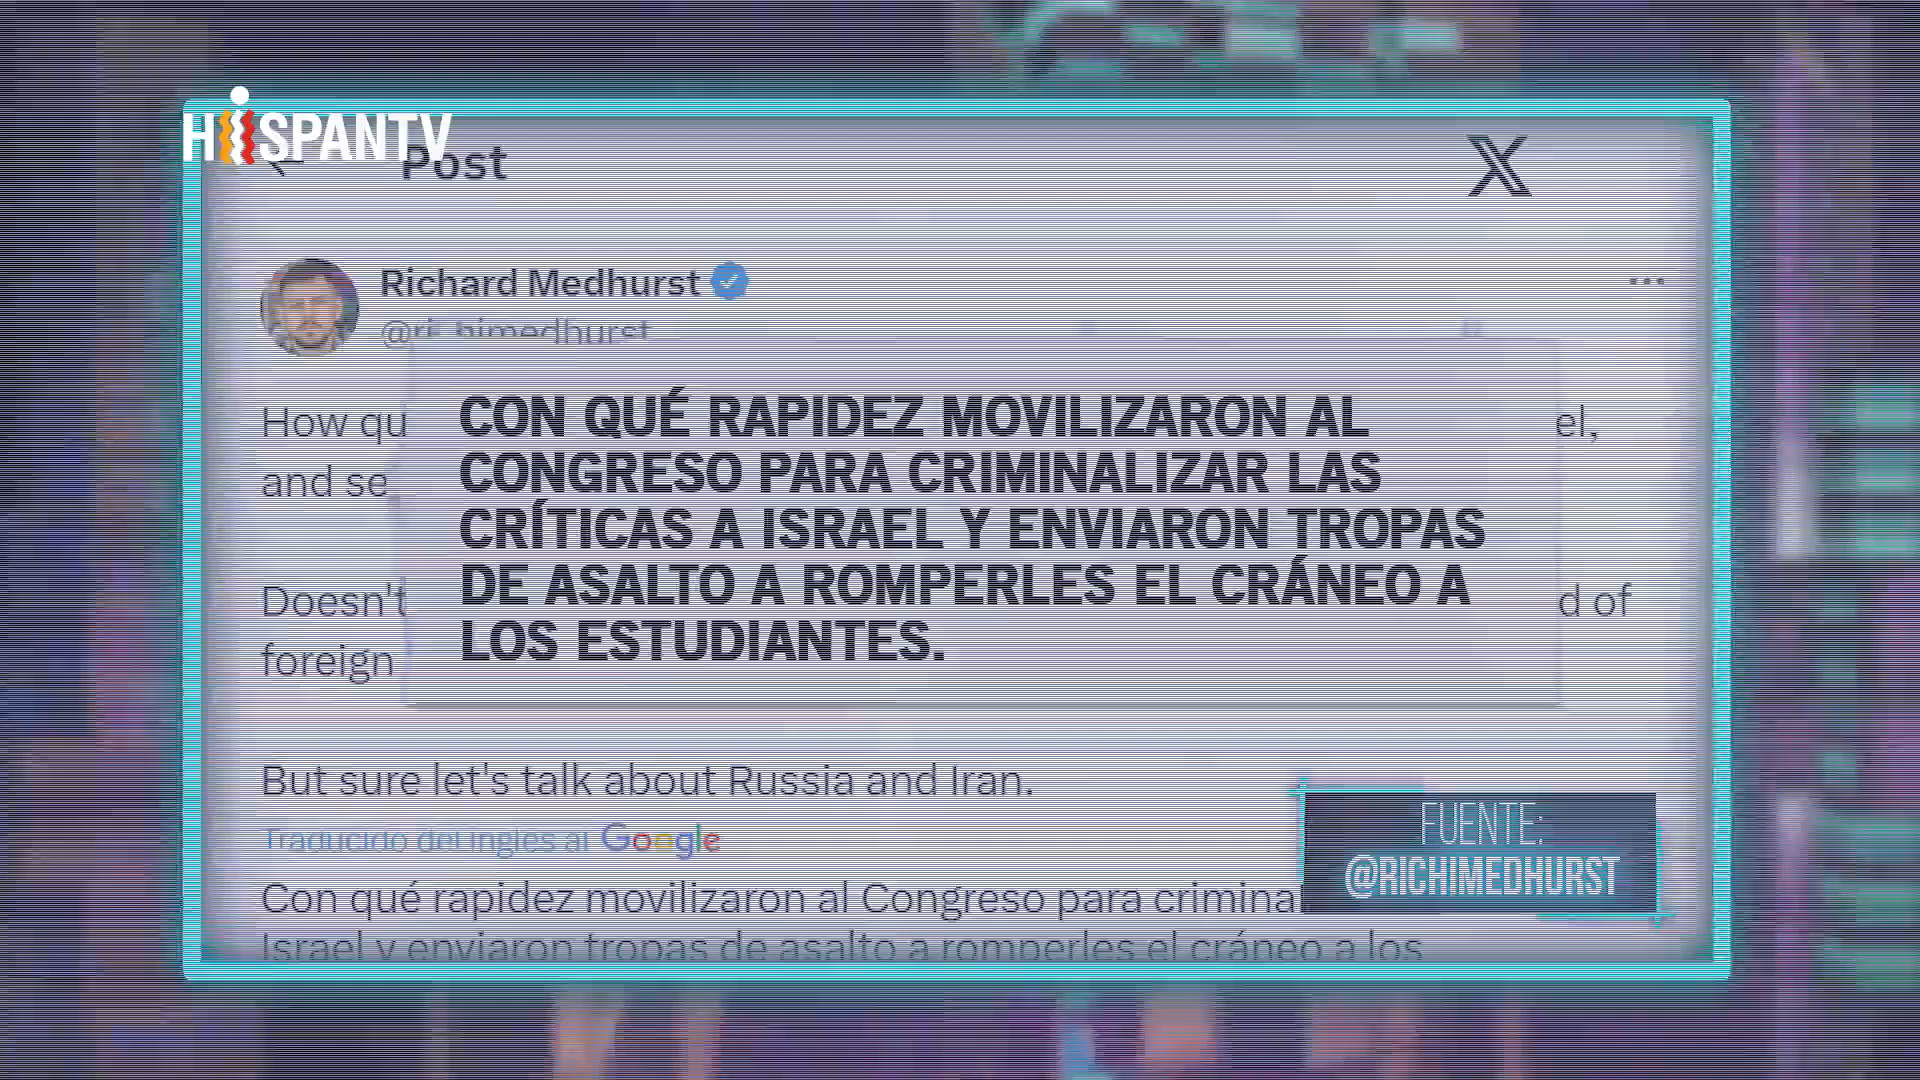 HISPANTV
Post
Richard Medhurst
@richimedhurst
How qu
el,
and se
CON QUÉ RAPIDEZ MOVILIZARON AL
CONGRESO PARA CRIMINALIZAR LAS
CRÍTICAS A ISRAEL Y ENVIARON TROPAS
DE ASALTO A ROMPERLES EL CRÁNEO A
LOS ESTUDIANTES.
Doesn't
d of
foreign
But sure let's talk about Russia and Iran.
Traducido del inglés al Google
Con qué rapidez movilizaron al Congreso para criminal
Israel y enviaron tropas de asalto a romperles el cráneo a los
FUENTE:
@RICHIMEDHURST